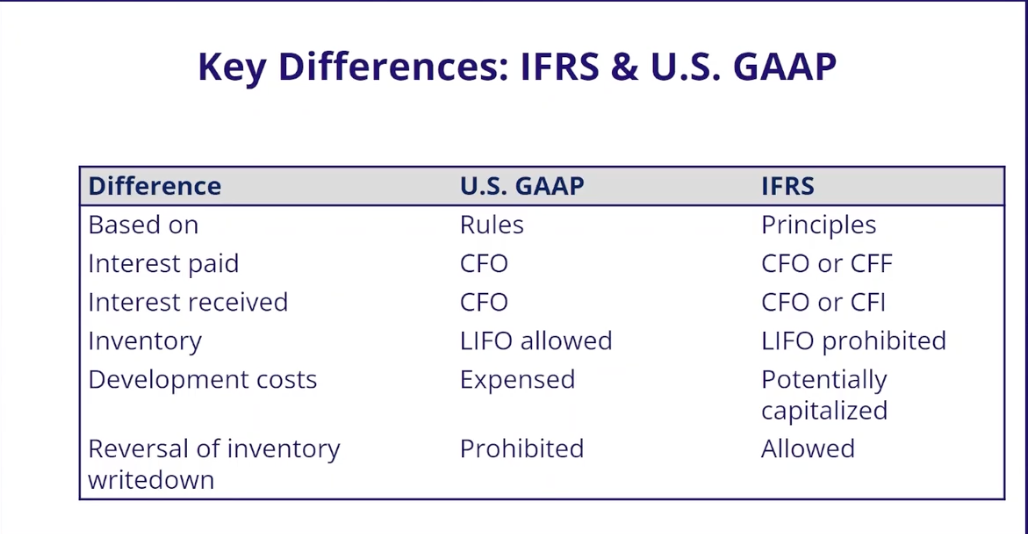 Key Differences: IFRS & U.S. GAAP
Difference U.S. GAAP IFRS
Based on Rules Principles
Interest paid CFO CFO or CFF
Interest received CFO CFO or CFI
Inventory LIFO allowed LIFO prohibited
Development costs Expensed Potentially
capitalized
Reversal of inventory Prohibited Allowed
writedown